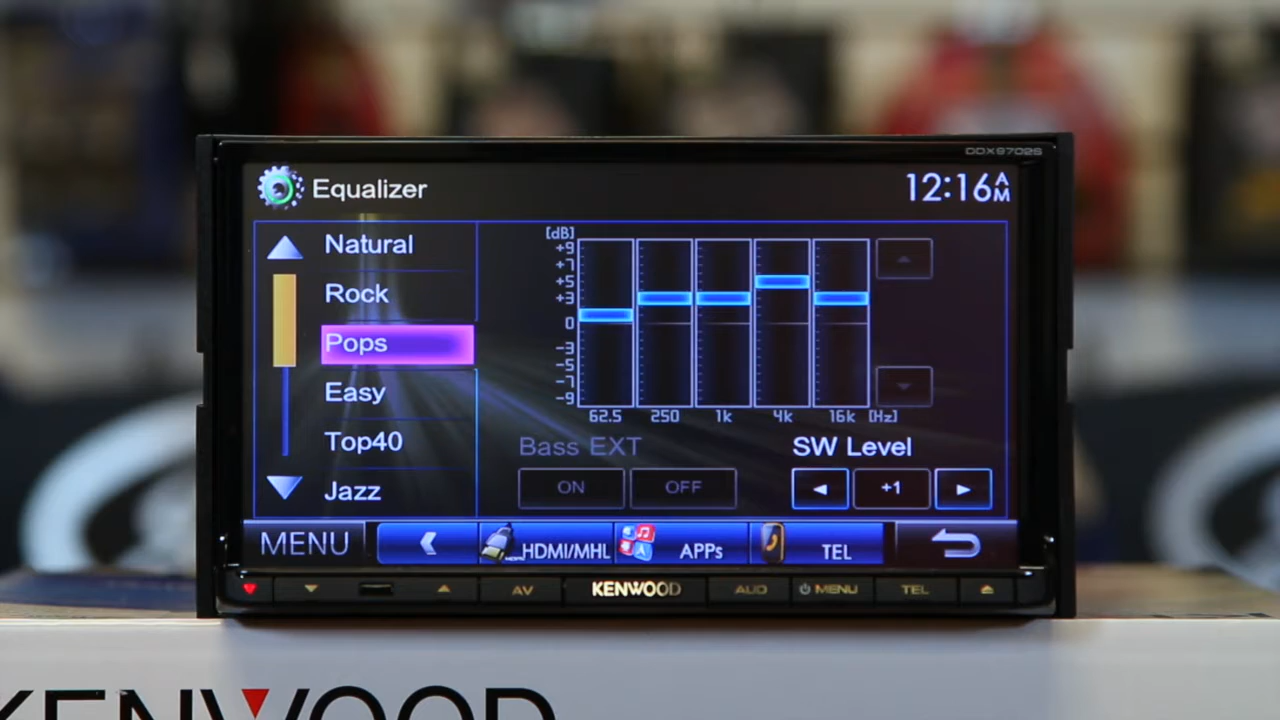 DDX9702S
Equalizer
12:16 AM
Natural
Rock
Pops
Easy
Top40
Jazz
[dB]
+9
+7
+5
+3
0
-3
-5
-7
-9
62.5 250 1k 4k 16k [Hz]
Bass EXT
ON OFF
SW Level
+1
MENU HDMI/MHL APPs TEL
AV KENWOOD AUD MENU TEL
KENWOOD